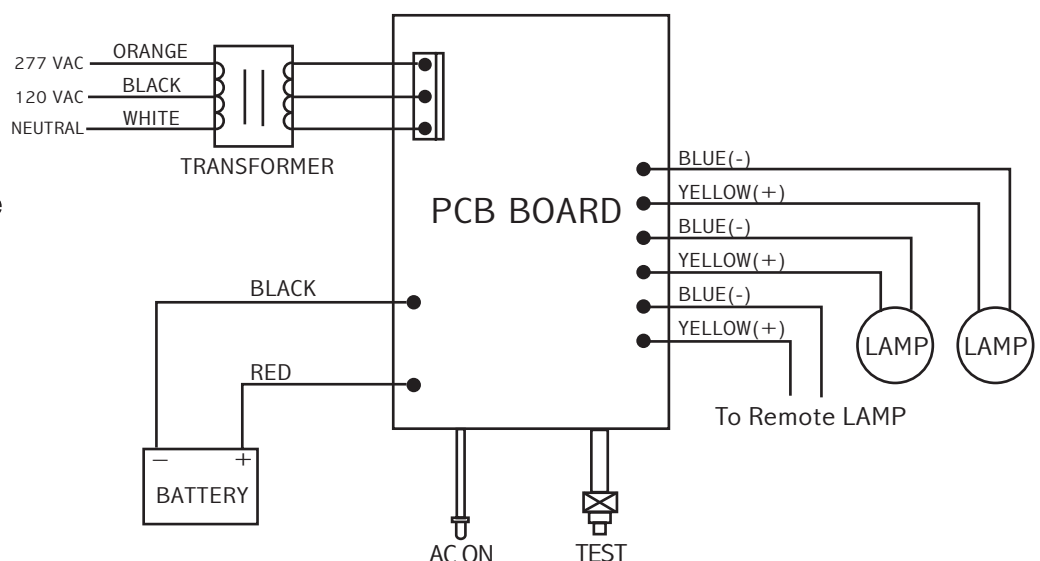 277 VAC
ORANGE
120 VAC
BLACK
NEUTRAL
WHITE
TRANSFORMER
e
PCB BOARD
BLUE(-)
YELLOW(+)
BLUE(-)
YELLOW(+)
BLUE(-)
YELLOW(+)
LAMP
LAMP
To Remote LAMP
BLACK
RED
— +
BATTERY
AC ON
TEST